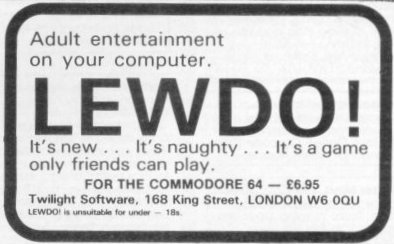 Adult entertainment
on your computer.
LEWDO!
It's new . . . It's naughty . . . It's a game
only friends can play.
FOR THE COMMODORE 64 — £6.95
Twilight Software, 168 King Street, LONDON W6 0QU
LEWDO! is unsuitable for under — 18s.